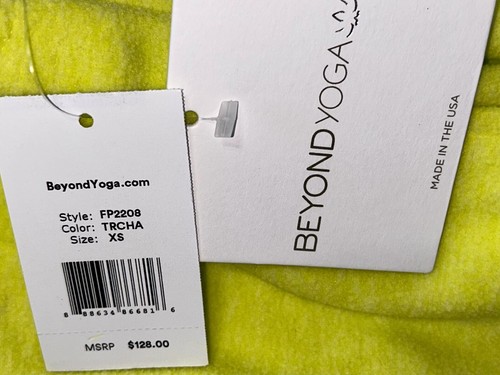 BeyondYoga.com
Style: FP2208
Color: TRCHA
Size: XS
8 88634 86681 6
MSRP $128.00
BEYOND YOGA
MADE IN THE USA